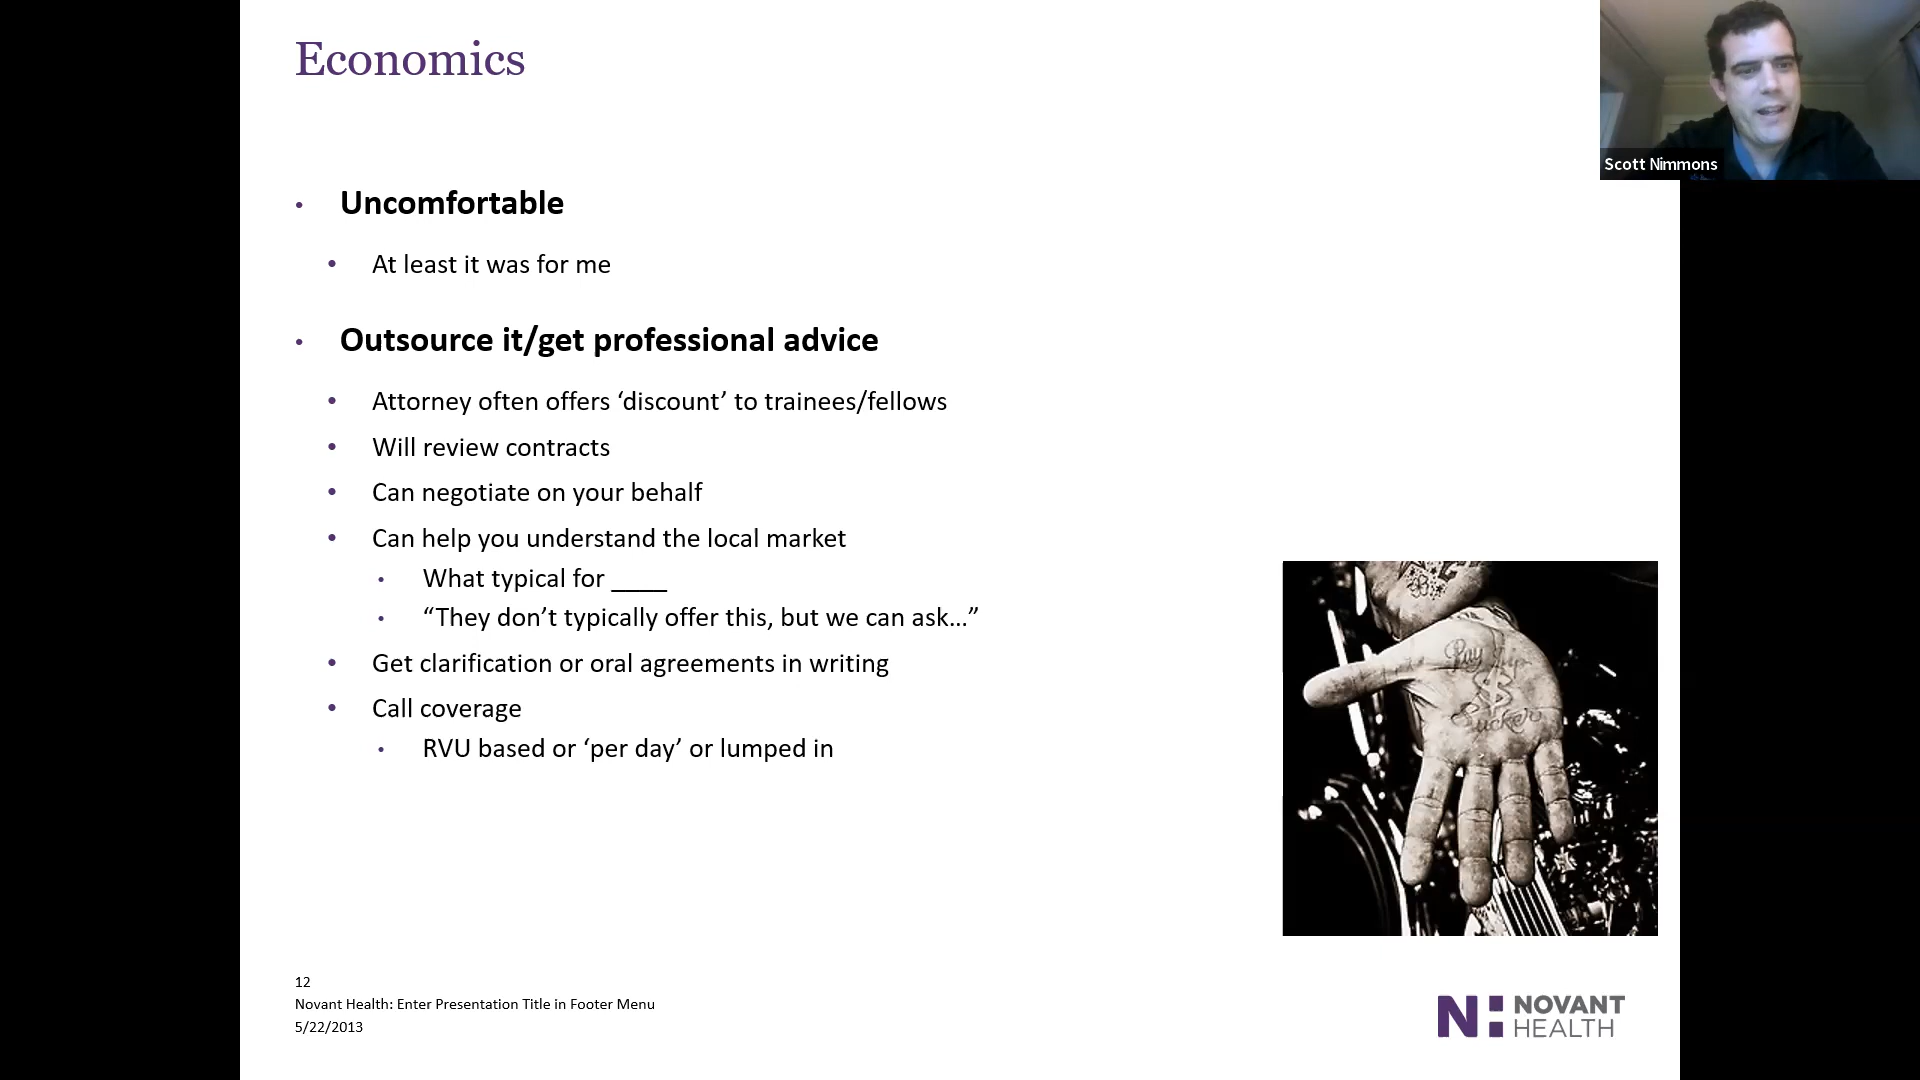 Economics
Scott Nimmons
Uncomfortable
At least it was for me
Outsource it/get professional advice
Attorney often offers ‘discount’ to trainees/fellows
Will review contracts
Can negotiate on your behalf
Can help you understand the local market
What typical for ____
“They don’t typically offer this, but we can ask…”
Get clarification or oral agreements in writing
Call coverage
RVU based or ‘per day’ or lumped in
Pay Up
$
Sucker
12
Novant Health: Enter Presentation Title in Footer Menu
5/22/2013
NOVANT
HEALTH